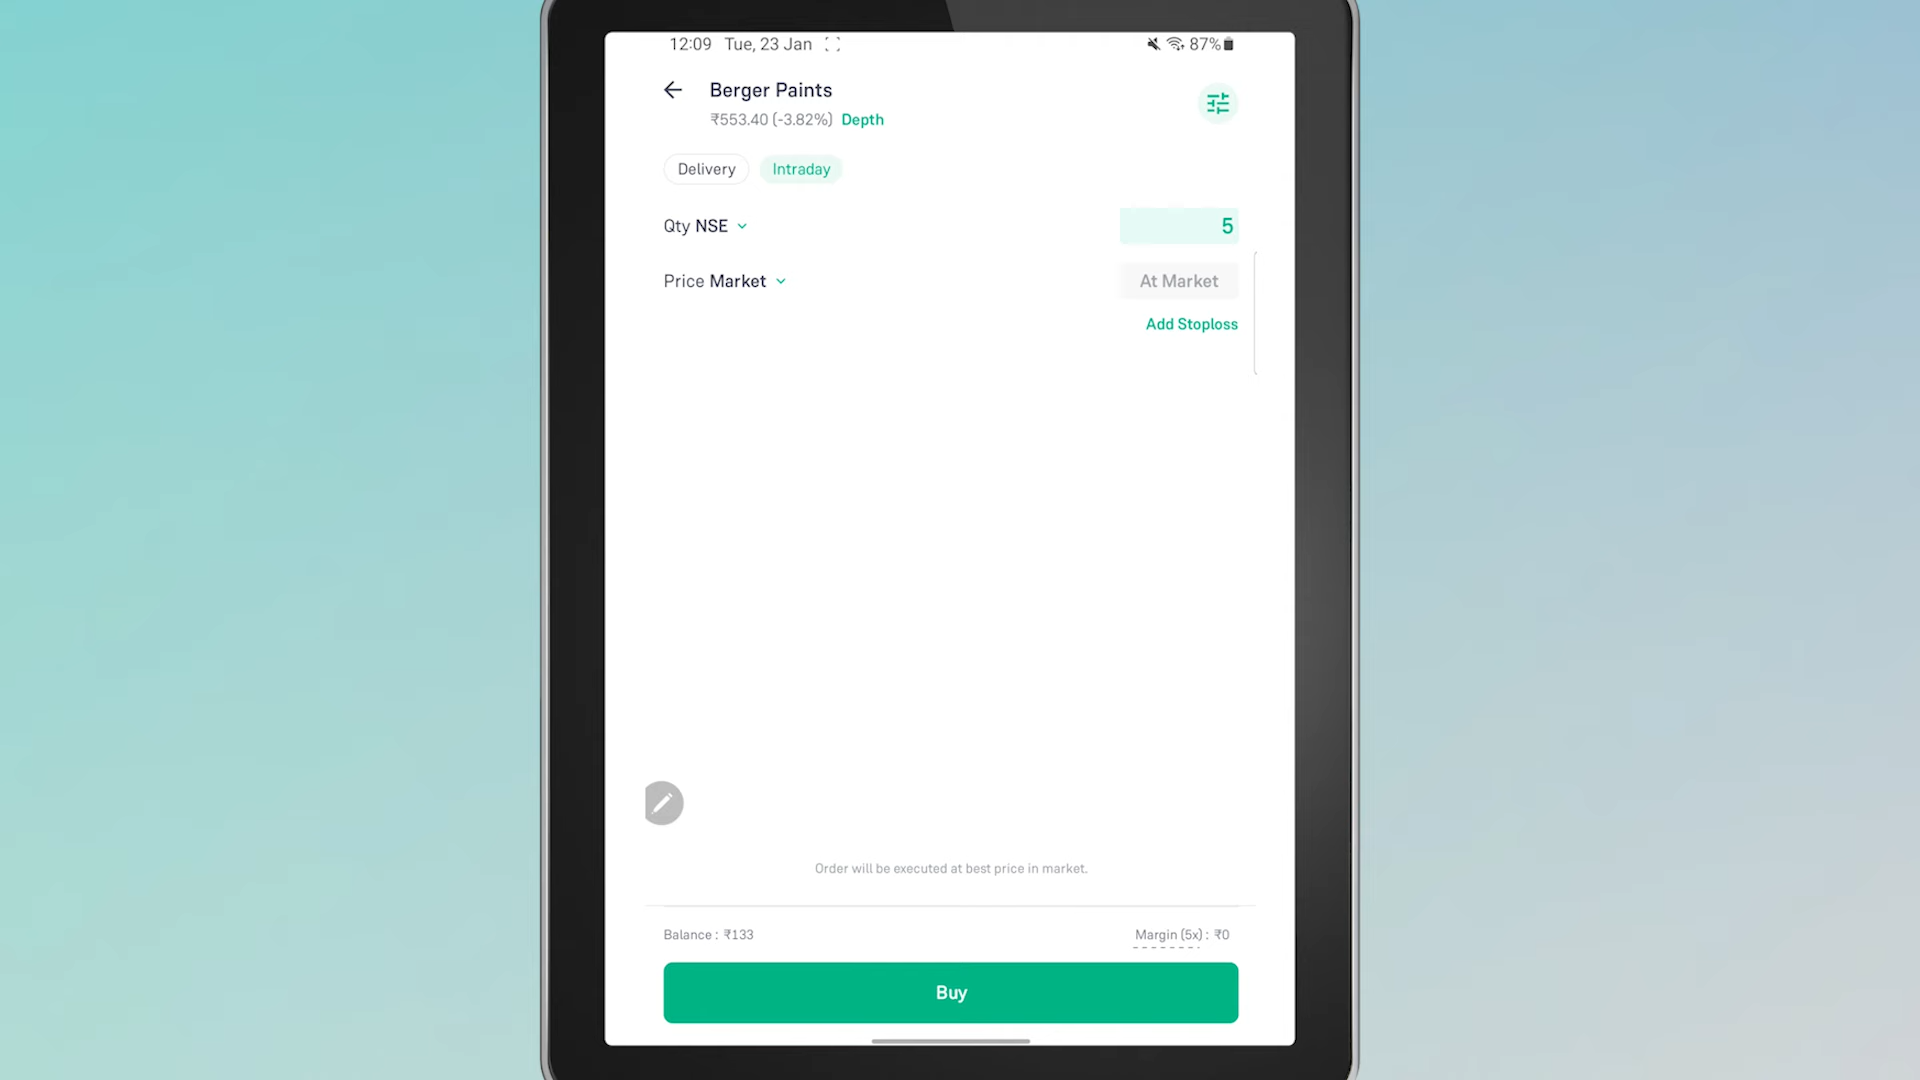 12:09 Tue, 23 Jan 87%
Berger Paints
₹553.40 (-3.82%) Depth
Delivery Intraday
Qty NSE 5
Price Market At Market
Add Stoploss
Order will be executed at best price in market.
Balance : ₹133 Margin (5x) : ₹0
Buy